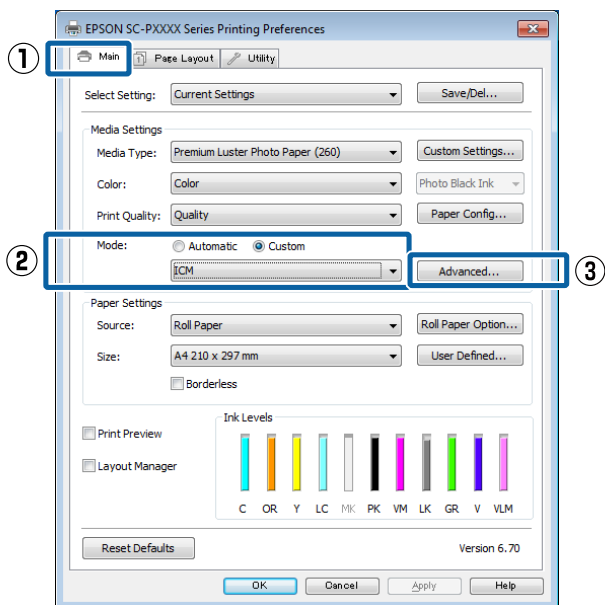 EPSON SC-PXXXX Series Printing Preferences
① Main Page Layout Utility
Select Setting: Current Settings Save/Del...
Media Settings
Media Type: Premium Luster Photo Paper (260) Custom Settings...
Color: Color Photo Black Ink
Print Quality: Quality Paper Config...
Mode: Automatic Custom
② ICM Advanced... ③
Paper Settings
Source: Roll Paper Roll Paper Option...
Size: A4 210 x 297 mm User Defined...
Borderless
Ink Levels
Print Preview
Layout Manager
C OR Y LC MK PK VM LK GR V VLM
Reset Defaults Version 6.70
OK Cancel Apply Help